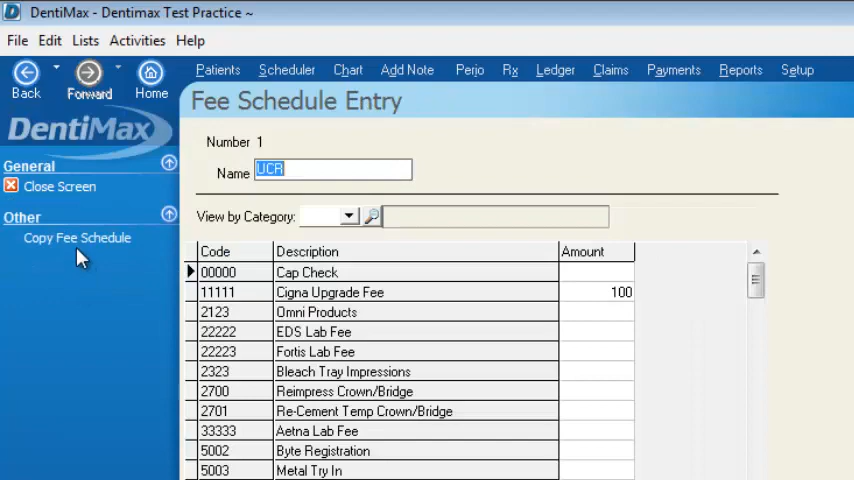 DentiMax - Dentimax Test Practice ~
File Edit Lists Activities Help
Back Forward Home Patients Scheduler Chart Add Note Perio Rx Ledger Claims Payments Reports Setup
DentiMax
Fee Schedule Entry
General
Close Screen
Other
Copy Fee Schedule
Number 1
Name UCR
View by Category:
Code Description Amount
00000 Cap Check
11111 Cigna Upgrade Fee 100
2123 Omni Products
22222 EDS Lab Fee
22223 Fortis Lab Fee
2323 Bleach Tray Impressions
2700 Reimpress Crown/Bridge
2701 Re-Cement Temp Crown/Bridge
33333 Aetna Lab Fee
5002 Byte Registration
5003 Metal Try In